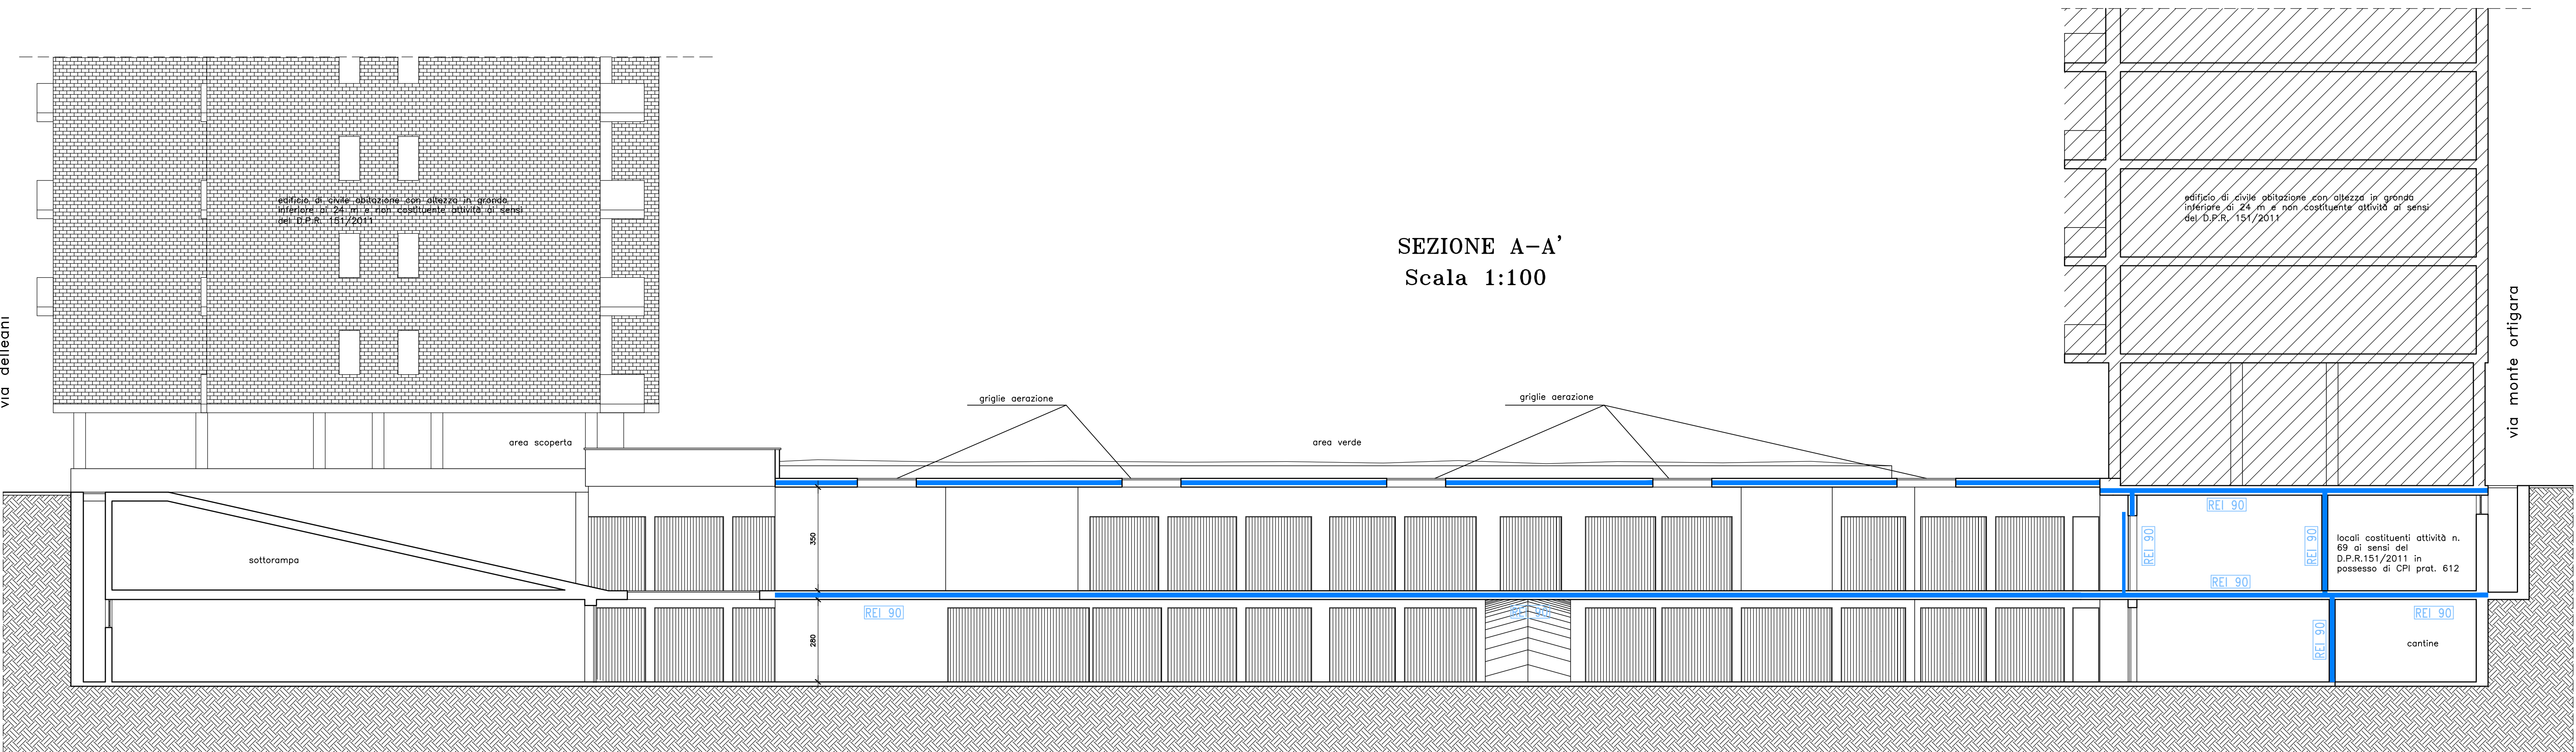 edificio di civile abitazione con altezza in gronda
inferiore ai 24 m e non costituente attività ai sensi
del D.P.R. 151/2011
edificio di civile abitazione con altezza in gronda
inferiore ai 24 m e non costituente attività ai sensi
del D.P.R. 151/2011
SEZIONE A-A'
Scala 1:100
via delleani
via monte ortigara
griglie aerazione
griglie aerazione
area scoperta
area verde
sottorampa
350
REI 90
REI 90
REI 90
REI 90
locali costituenti attività n.
69 ai sensi del
D.P.R.151/2011 in
possesso di CPI prat. 612
280
REI 90
REI 90
REI 90
REI 90
cantine